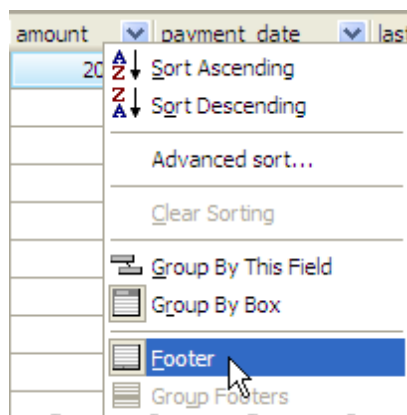 amount payment_date last
20
Sort Ascending
Sort Descending
Advanced sort...
Clear Sorting
Group By This Field
Group By Box
Footer
Group Footers